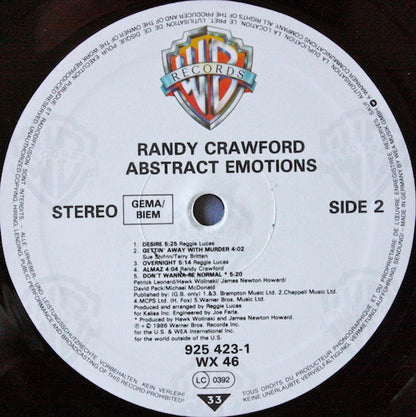 WB
RECORDS
RANDY CRAWFORD
ABSTRACT EMOTIONS
STEREO
GEMA/
BIEM
SIDE 2
1. DESIRE 5:25 Reggie Lucas
2. GETTIN' AWAY WITH MURDER 4:02
Sue Shifrin/Terry Britten
3. OVERNIGHT 5:14 Reggie Lucas
4. ALMAZ 4:04 Randy Crawford
5. DON'T WANNA BE NORMAL * 5:20
Patrick Leonard/Hawk Wolinski/James Newton Howard/
David Pack/Michael McDonald
Published by: (G.B. only) 1.&3. Brampton Music Ltd. 2.Chappell Music Ltd.
4.MCPS Ltd. (H. Fox) 5.Warner Bros. Music Ltd.
Produced and arranged by Reggie Lucas
for Kaliea Inc. Engineered by Joe Ferla.
*Produced by Hawk Wolinski and James Newton Howard.
℗ + © 1986 Warner Bros. Records Inc. for the
U.S. & WEA International Inc. for the world
outside of the U.S.
925 423-1
WX 46
LC 0392
33